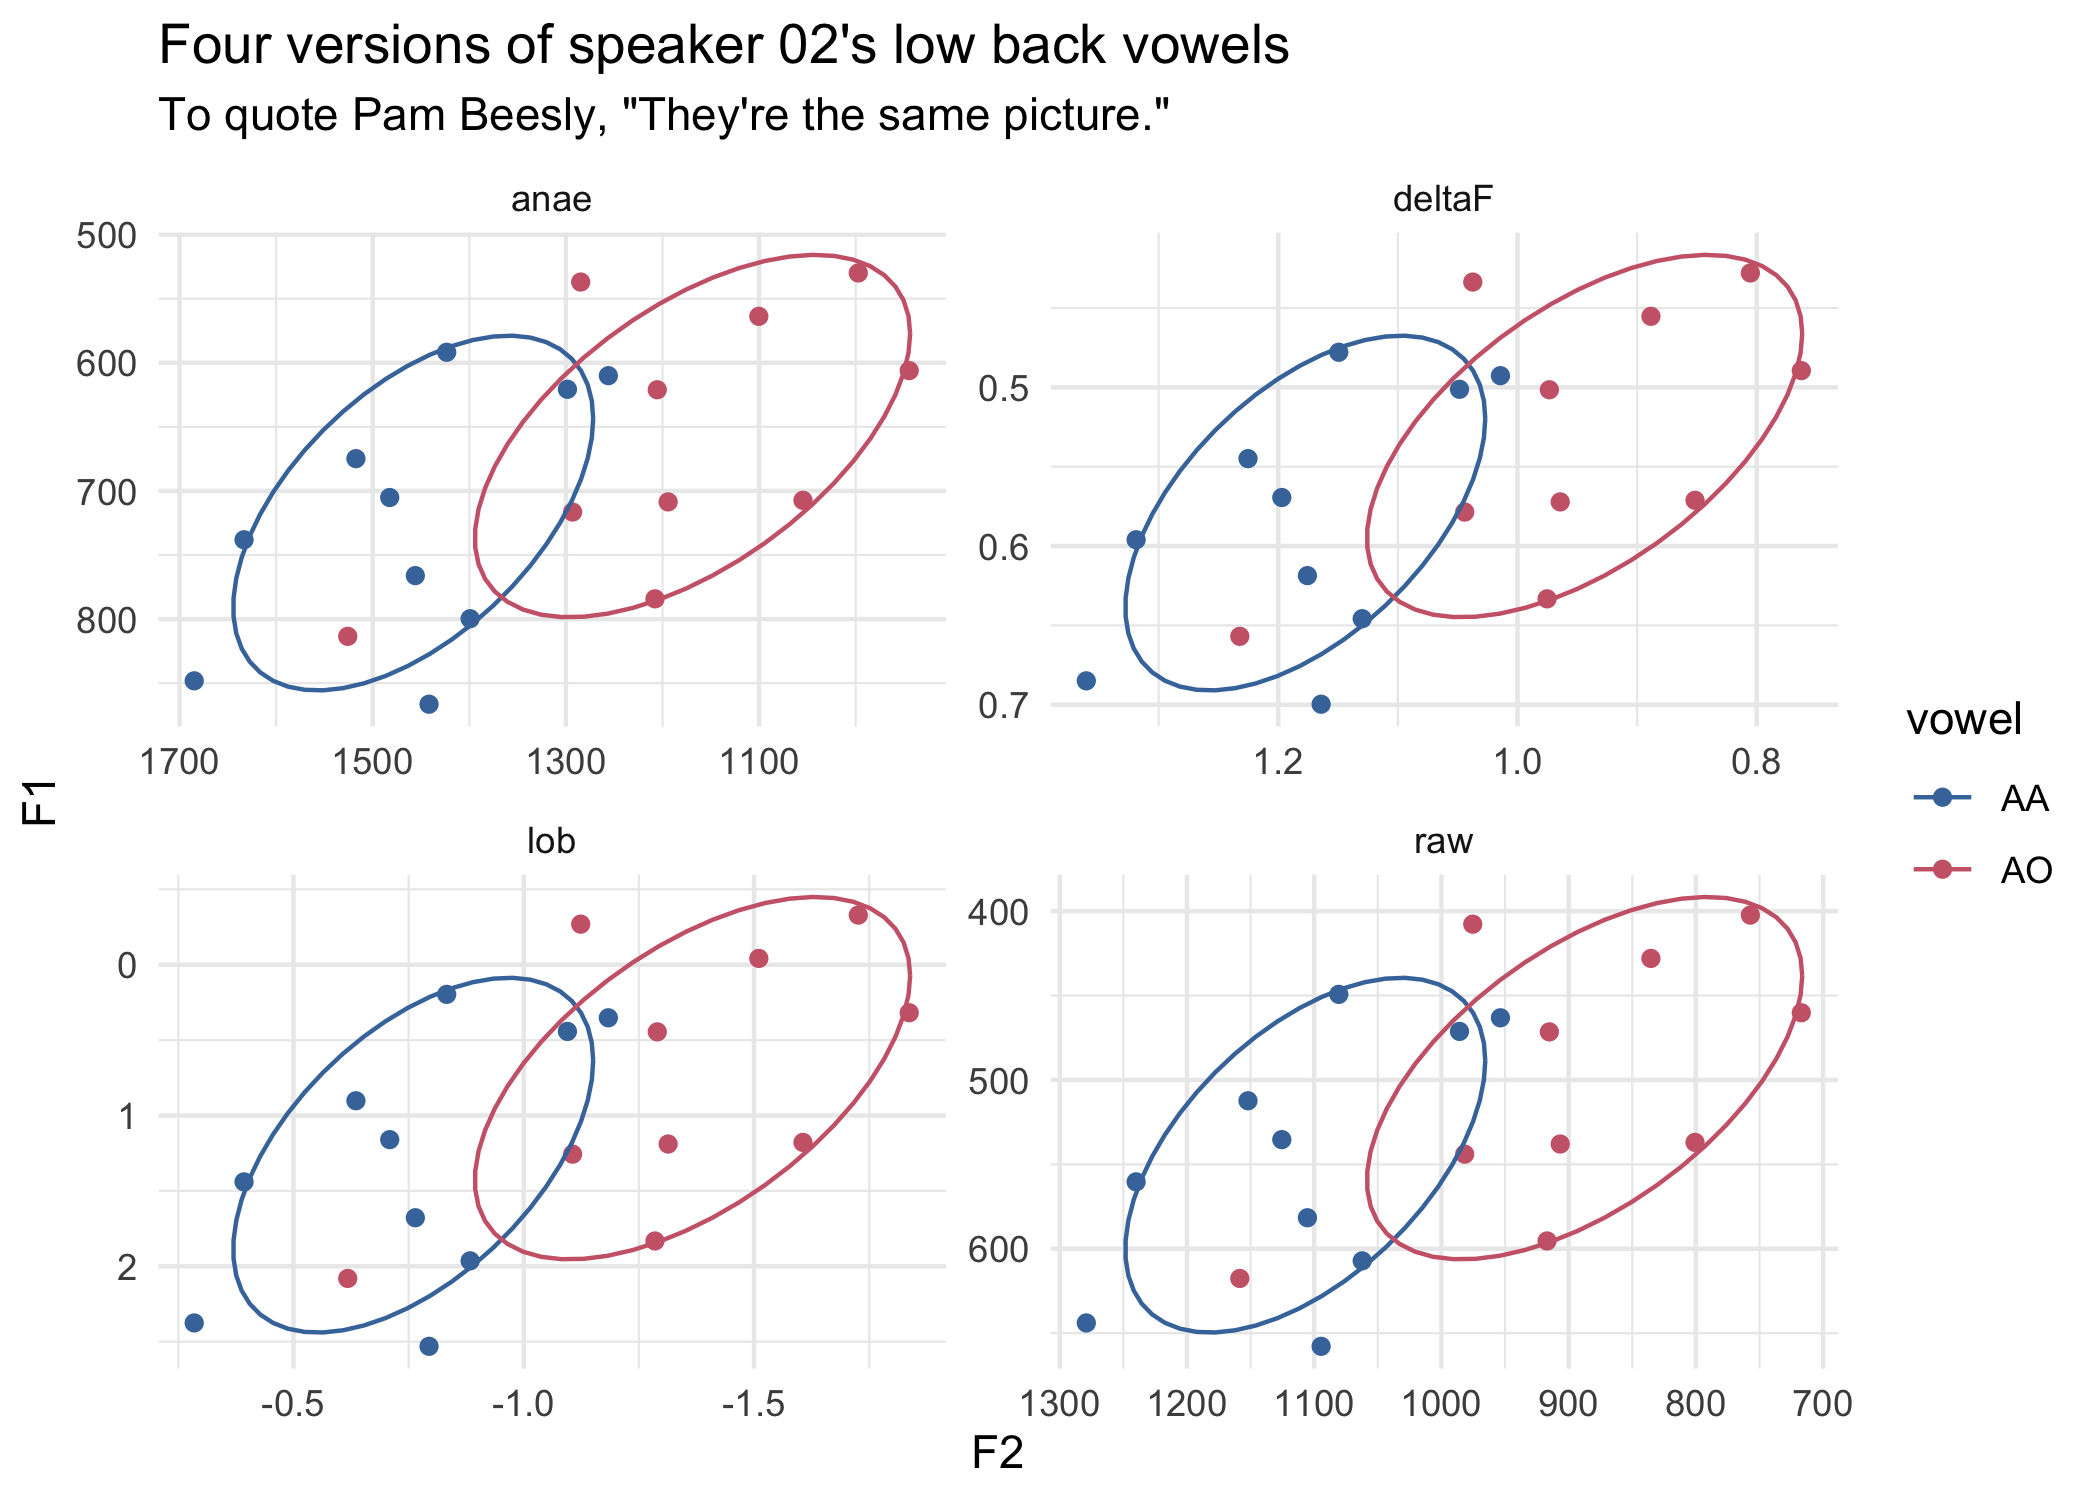 Four versions of speaker 02's low back vowels
To quote Pam Beesly, "They're the same picture."
anae
500
600
700
800
1700 1500 1300 1100
deltaF
0.5
0.6
0.7
1.2 1.0 0.8
F1
lob
0
1
2
-0.5 -1.0 -1.5
raw
400
500
600
1300 1200 1100 1000 900 800 700
F2
vowel
AA
AO